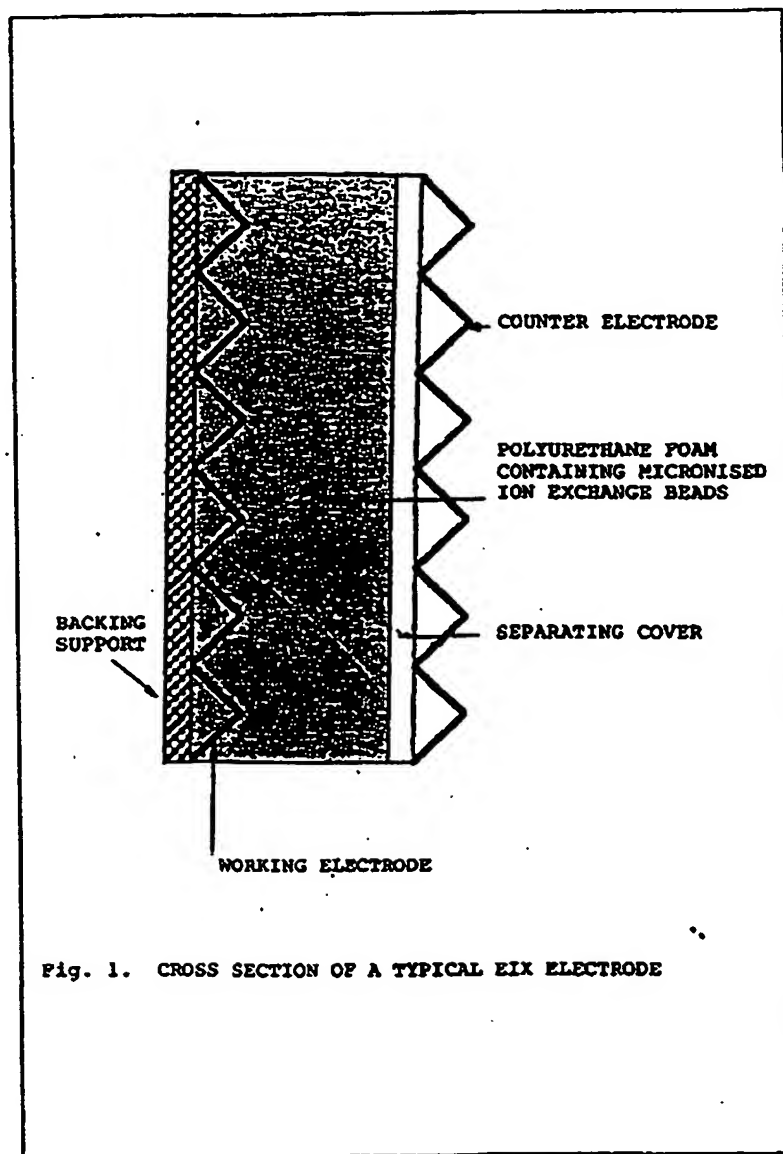 COUNTER ELECTRODE
POLYURETHANE FOAM
CONTAINING MICRONISED
ION EXCHANGE BEADS
BACKING
SUPPORT
SEPARATING COVER
WORKING ELECTRODE
Fig. 1. CROSS SECTION OF A TYPICAL EIX ELECTRODE